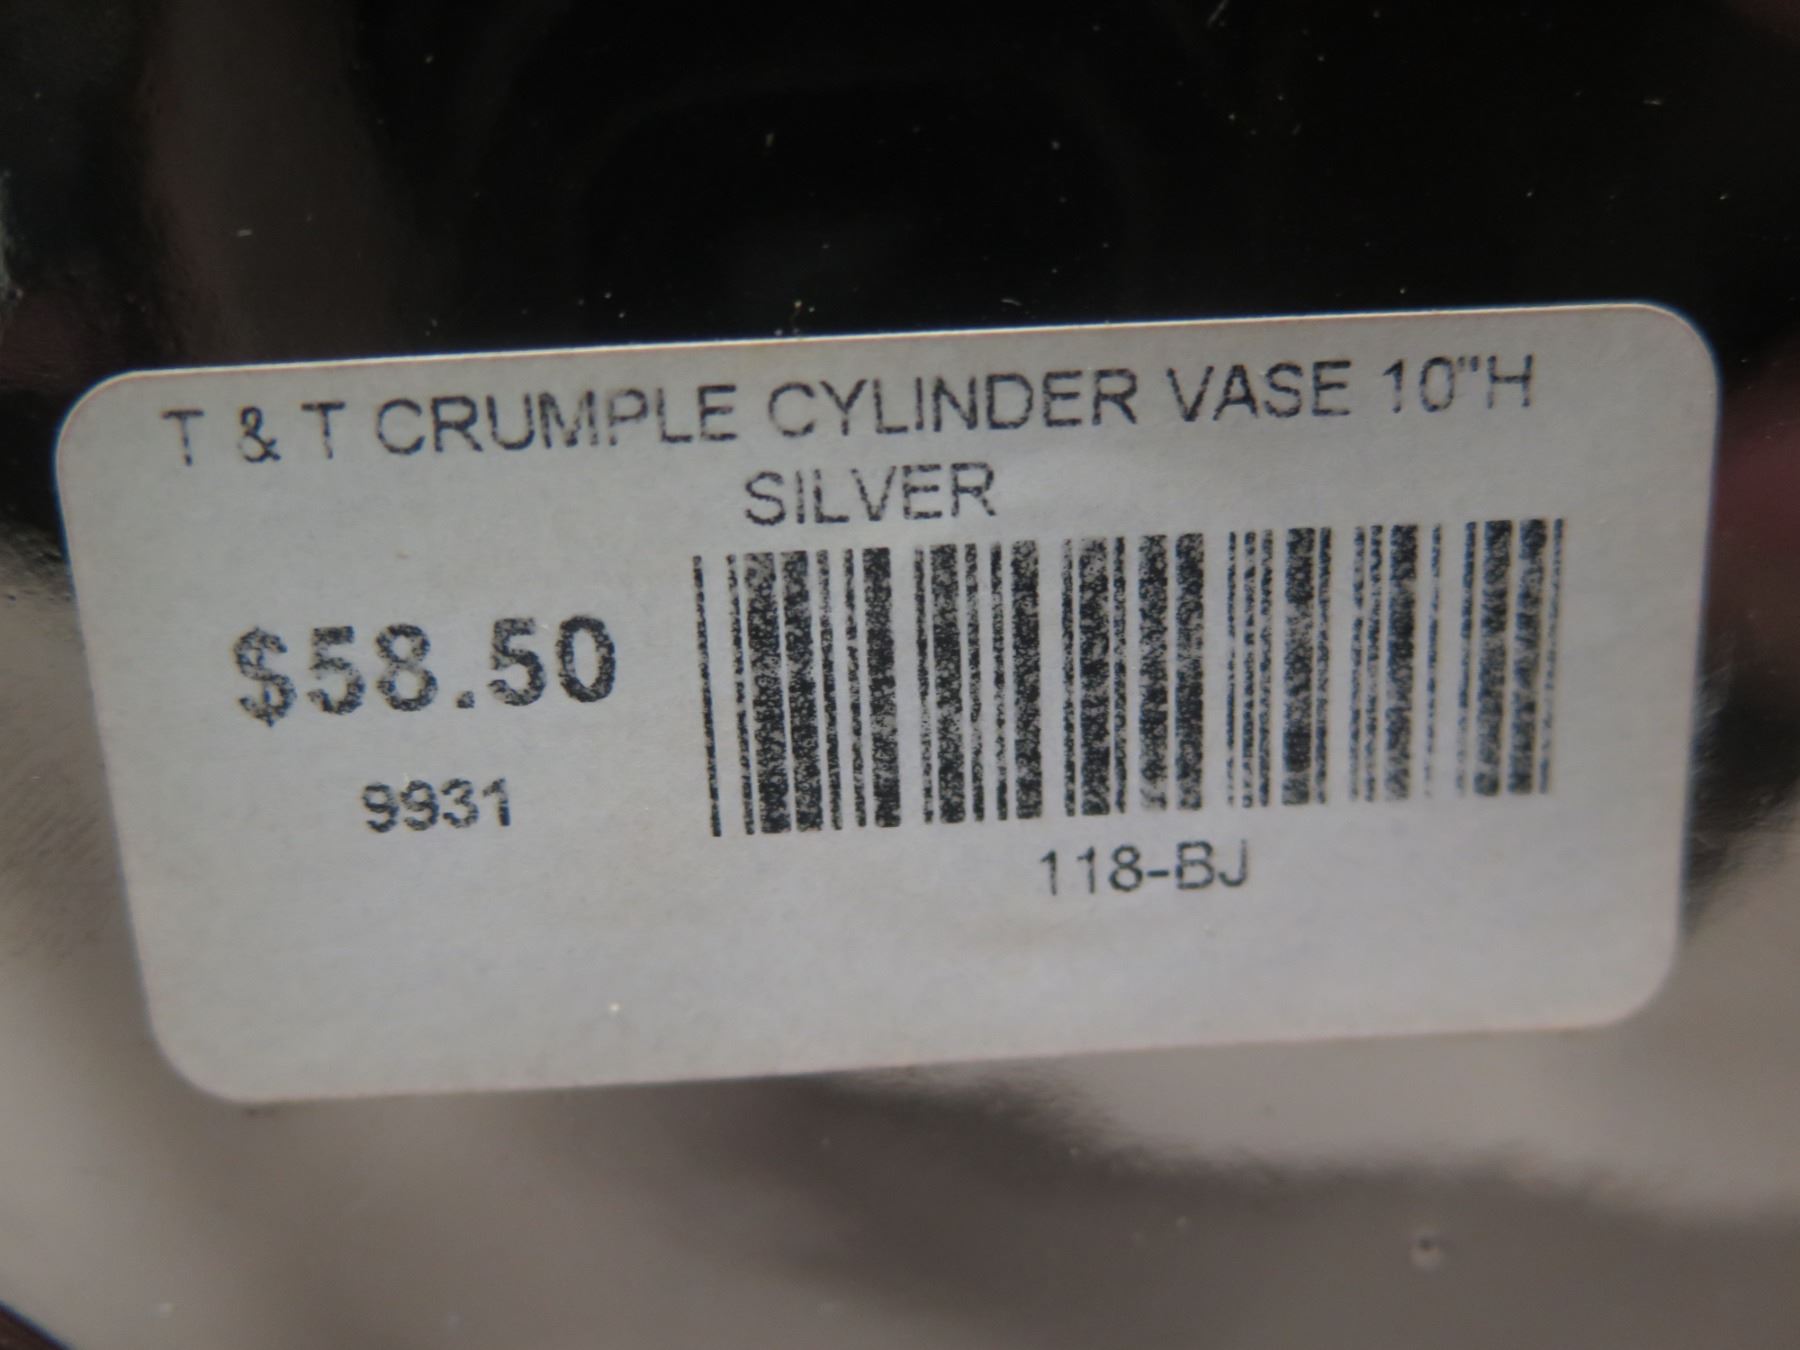 T & T CRUMPLE CYLINDER VASE 10"H
SILVER
$58.50
9931
118-BJ